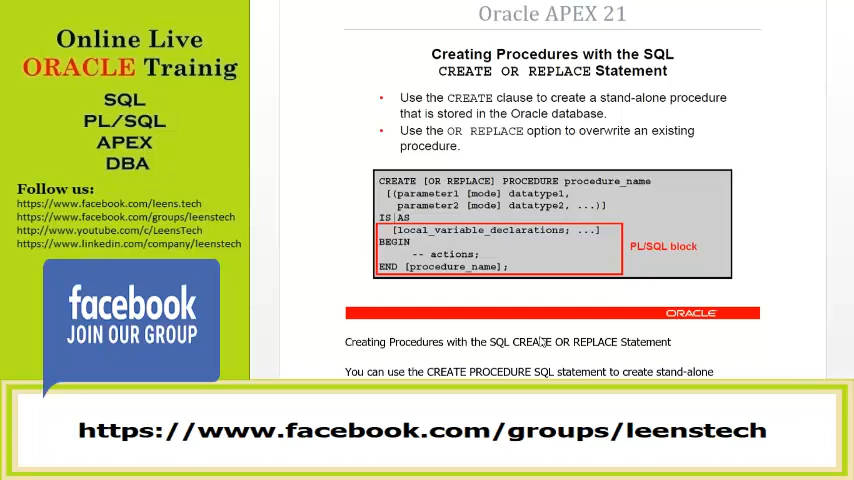 Online Live
ORACLE Trainig
SQL
PL/SQL
APEX
DBA
Follow us:
https://www.facebook.com/leens.tech
https://www.facebook.com/groups/leenstech
http://www.youtube.com/c/LeensTech
https://www.linkedin.com/company/leenstech
facebook
JOIN OUR GROUP
Oracle APEX 21
Creating Procedures with the SQL
CREATE OR REPLACE Statement
• Use the CREATE clause to create a stand-alone procedure
that is stored in the Oracle database.
• Use the OR REPLACE option to overwrite an existing
procedure.
CREATE [OR REPLACE] PROCEDURE procedure_name
[(parameter1 [mode] datatype1,
parameter2 [mode] datatype2, ...)]
IS|AS
[local_variable_declarations; ...]
BEGIN
-- actions;
END [procedure_name];
PL/SQL block
ORACLE
Creating Procedures with the SQL CREATE OR REPLACE Statement
You can use the CREATE PROCEDURE SQL statement to create stand-alone
https://www.facebook.com/groups/leenstech